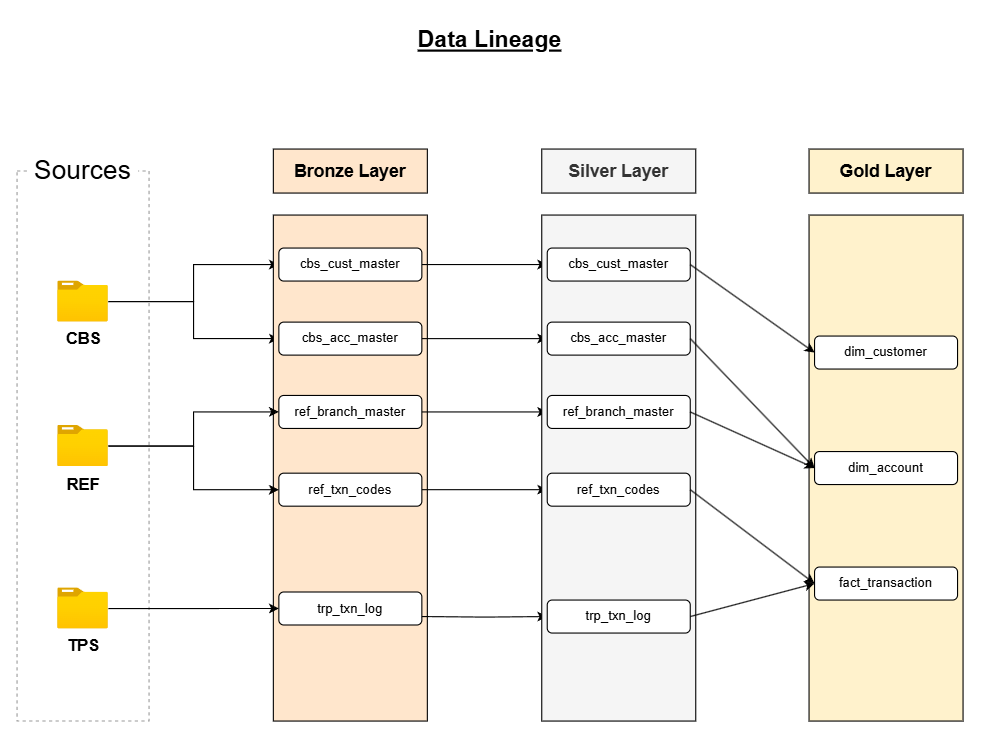 Data Lineage
Sources
Bronze Layer
Silver Layer
Gold Layer
CBS
REF
TPS
cbs_cust_master
cbs_acc_master
ref_branch_master
ref_txn_codes
trp_txn_log
cbs_cust_master
cbs_acc_master
ref_branch_master
ref_txn_codes
trp_txn_log
dim_customer
dim_account
fact_transaction